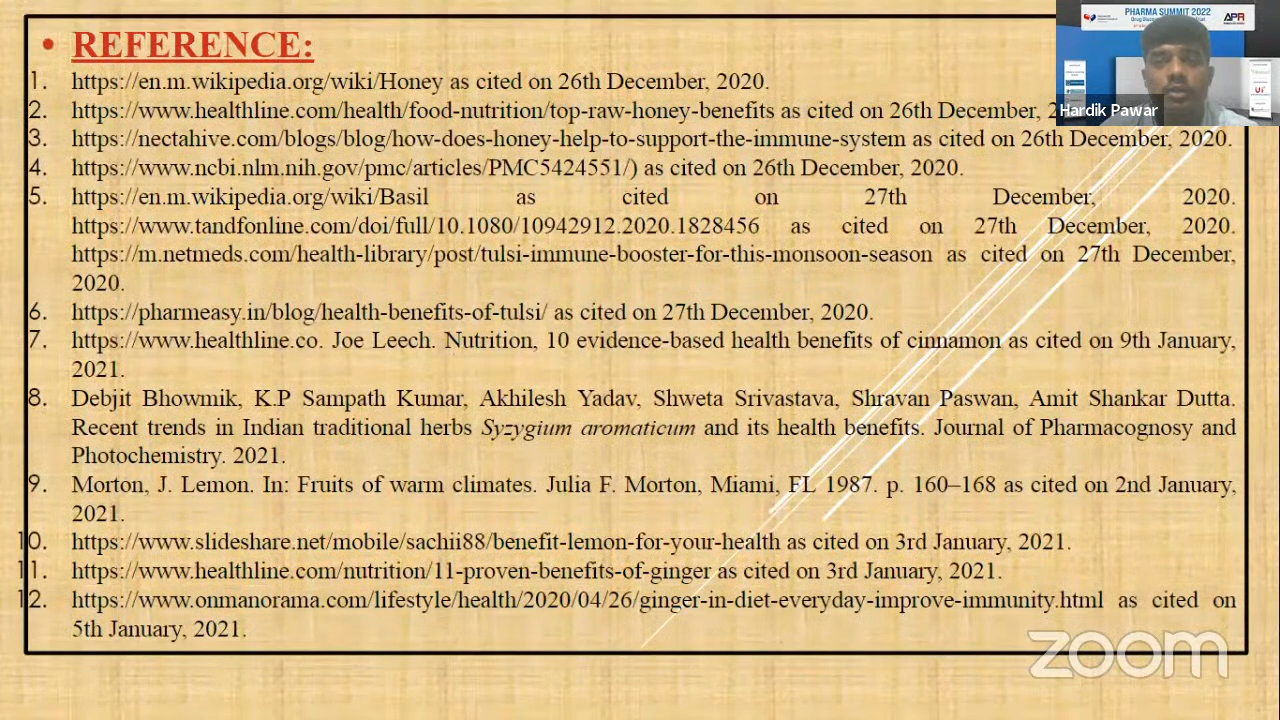 • REFERENCE:
1. https://en.m.wikipedia.org/wiki/Honey as cited on 26th December, 2020.
2. https://www.healthline.com/health/food-nutrition/top-raw-honey-benefits as cited on 26th December, 2
3. https://nectahive.com/blogs/blog/how-does-honey-help-to-support-the-immune-system as cited on 26th December, 2020.
4. https://www.ncbi.nlm.nih.gov/pmc/articles/PMC5424551/) as cited on 26th December, 2020.
5. https://en.m.wikipedia.org/wiki/Basil as cited on 27th December, 2020.
https://www.tandfonline.com/doi/full/10.1080/10942912.2020.1828456 as cited on 27th December, 2020.
https://m.netmeds.com/health-library/post/tulsi-immune-booster-for-this-monsoon-season as cited on 27th December,
2020.
6. https://pharmeasy.in/blog/health-benefits-of-tulsi/ as cited on 27th December, 2020.
7. https://www.healthline.co. Joe Leech. Nutrition, 10 evidence-based health benefits of cinnamon as cited on 9th January,
2021.
8. Debjit Bhowmik, K.P Sampath Kumar, Akhilesh Yadav, Shweta Srivastava, Shravan Paswan, Amit Shankar Dutta.
Recent trends in Indian traditional herbs Syzygium aromaticum and its health benefits. Journal of Pharmacognosy and
Photochemistry. 2021.
9. Morton, J. Lemon. In: Fruits of warm climates. Julia F. Morton, Miami, FL 1987. p. 160–168 as cited on 2nd January,
2021.
10. https://www.slideshare.net/mobile/sachii88/benefit-lemon-for-your-health as cited on 3rd January, 2021.
11. https://www.healthline.com/nutrition/11-proven-benefits-of-ginger as cited on 3rd January, 2021.
12. https://www.onmanorama.com/lifestyle/health/2020/04/26/ginger-in-diet-everyday-improve-immunity.html as cited on
5th January, 2021.
PHARMA SUMMIT 2022
APR
Hardik Pawar
zoom